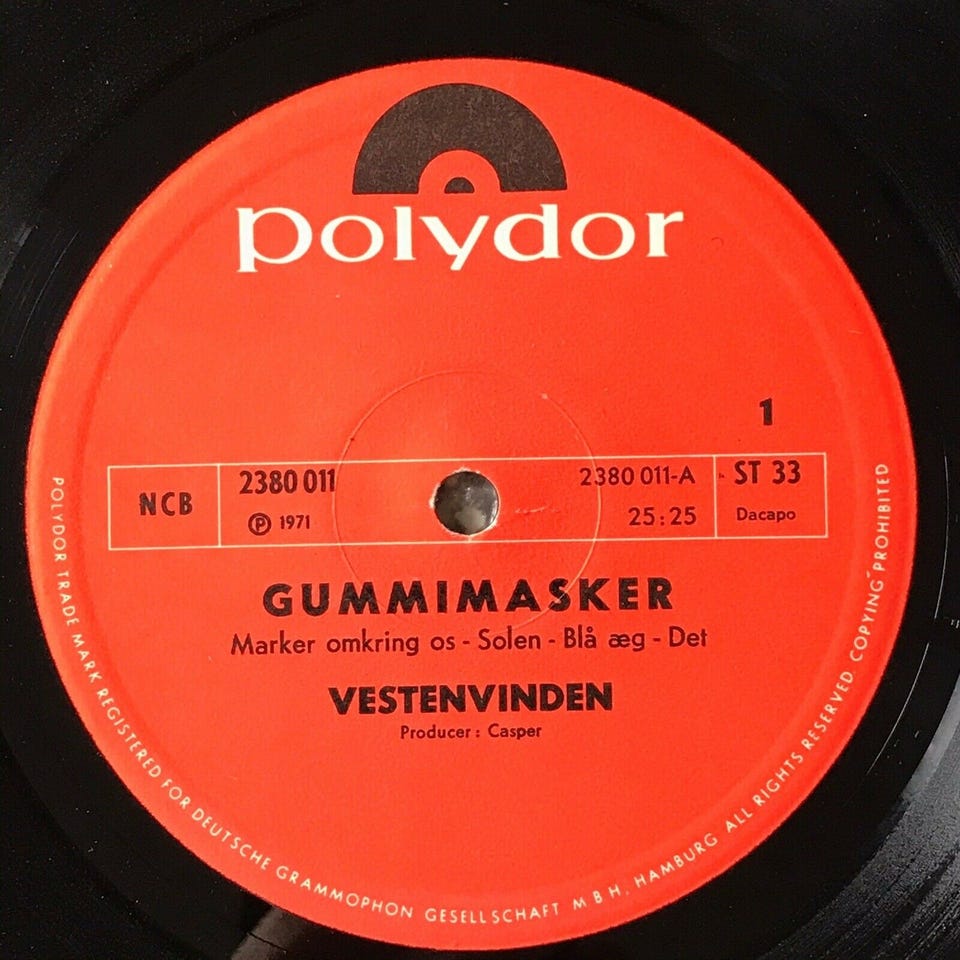 polydor
1
NCB
2380 011
℗ 1971
2380 011-A
25:25
ST 33
Dacapo
GUMMIMASKER
Marker omkring os - Solen - Blå æg - Det
VESTENVINDEN
Producer: Casper
POLYDOR TRADE MARK REGISTERED FOR DEUTSCHE GRAMMOPHON GESELLSCHAFT M B H, HAMBURG ALL RIGHTS RESERVED. COPYING PROHIBITED